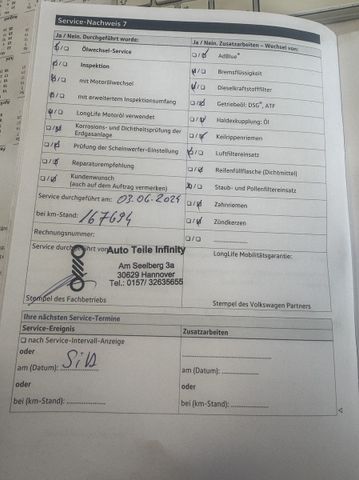 Service-Nachweis 7
Ja / Nein. Durchgeführt wurde:
Ölwechsel-Service
Inspektion
mit Motorölwechsel
mit erweitertem Inspektionsumfang
LongLife Motoröl verwendet
Korrosions- und Dichtheitsprüfung der
Erdgasanlage
Prüfung der Scheinwerfer-Einstellung
Reparaturempfehlung
Kundenwunsch
(auch auf dem Auftrag vermerken)
Service durchgeführt am: 03.06.2024
bei km-Stand: 167694
Rechnungsnummer:
Service durchgeführt von:
Auto Teile Infinity
Am Seelberg 3a
30629 Hannover
Tel.: 0157/ 32635655
Stempel des Fachbetriebs
Ja / Nein. Zusatzarbeiten – Wechsel von:
AdBlue®
Bremsflüssigkeit
Dieselkraftstofffilter
Getriebeöl: DSG®, ATF
Haldexkupplung: Öl
Keilrippenriemen
Luftfiltereinsatz
Reifenfüllflasche (Dichtmittel)
Staub- und Pollenfiltereinsatz
Zahnriemen
Zündkerzen
LongLife Mobilitätsgarantie:
Stempel des Volkswagen Partners
Ihre nächsten Service-Termine
Service-Ereignis
Zusatzarbeiten
nach Service-Intervall-Anzeige
oder
am (Datum):
oder
bei (km-Stand):
oder
am (Datum):
oder
bei (km-Stand):